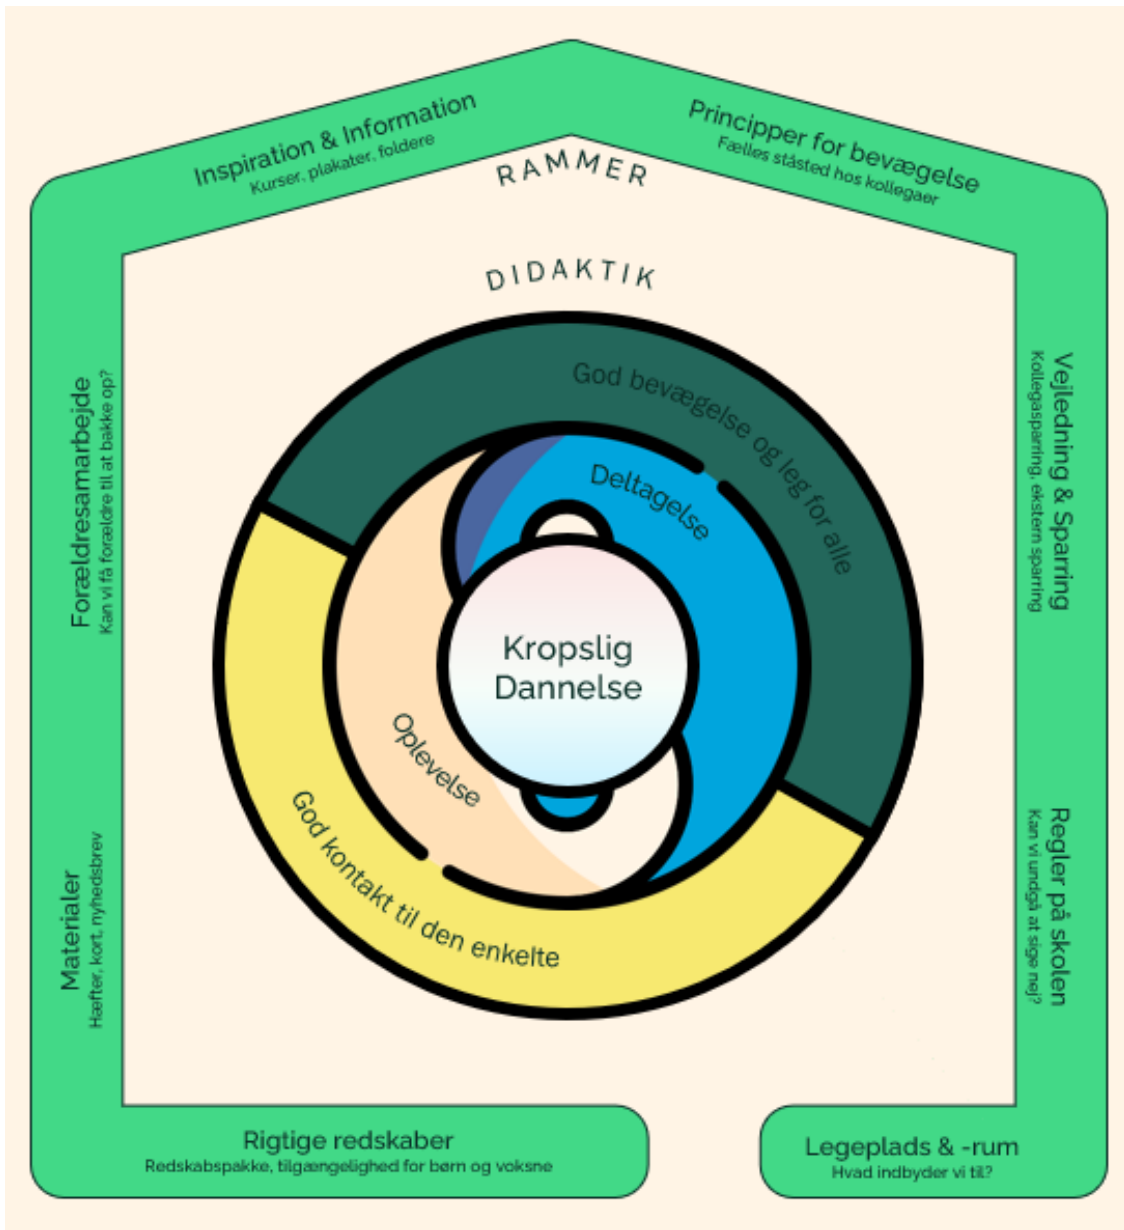 Inspiration & Information
Kurser, plakater, foldere
Principper for bevægelse
Fælles ståsted hos kollegaer
RAMMER
DIDAKTIK
Forældresamarbejde
Kan vi få forældre til at bakke op?
Vejledning & Sparring
Kollegasparring, ekstern sparring
God bevægelse og leg for alle
Deltagelse
Kropslig
Dannelse
Oplevelse
God kontakt til den enkelte
Materialer
Hæfter, kort, nyhedsbrev
Regler på skolen
Kan vi undgå at sige nej?
Rigtige redskaber
Redskabspakke, tilgængelighed for børn og voksne
Legeplads & -rum
Hvad indbyder vi til?